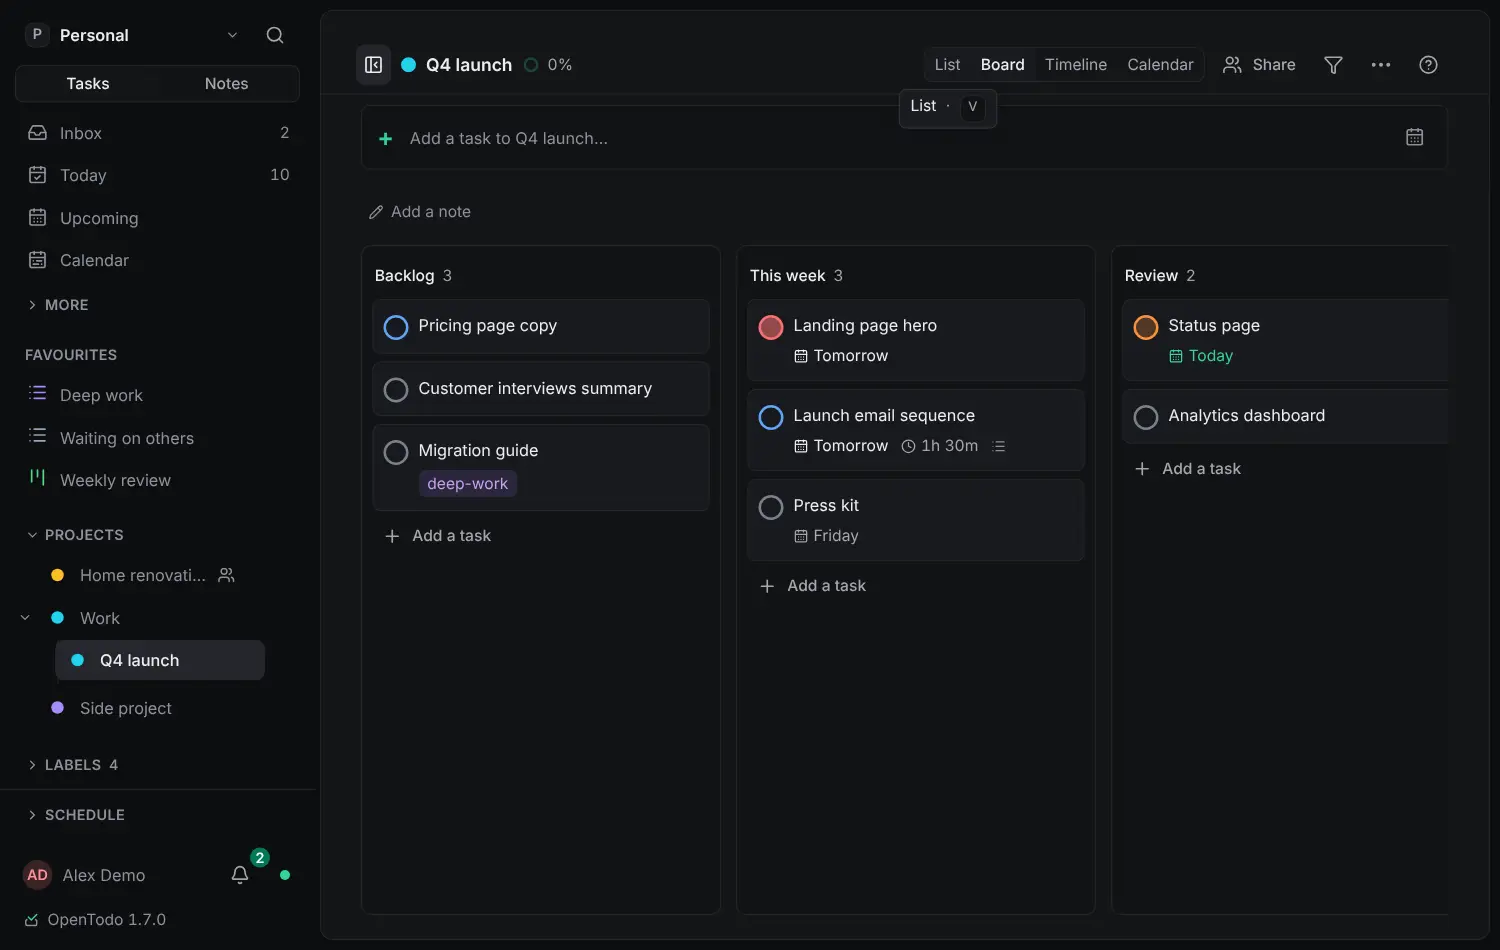 P Personal
Tasks Notes
Inbox 2
Today 10
Upcoming
Calendar
MORE
FAVOURITES
Deep work
Waiting on others
Weekly review
PROJECTS
Home renovati...
Work
Q4 launch
Side project
LABELS 4
SCHEDULE
AD Alex Demo 2
OpenTodo 1.7.0
Q4 launch 0% List Board Timeline Calendar Share
List · V
Add a task to Q4 launch...
Add a note
Backlog 3
Pricing page copy
Customer interviews summary
Migration guide
deep-work
Add a task
This week 3
Landing page hero
Tomorrow
Launch email sequence
Tomorrow 1h 30m
Press kit
Friday
Add a task
Review 2
Status page
Today
Analytics dashboard
Add a task